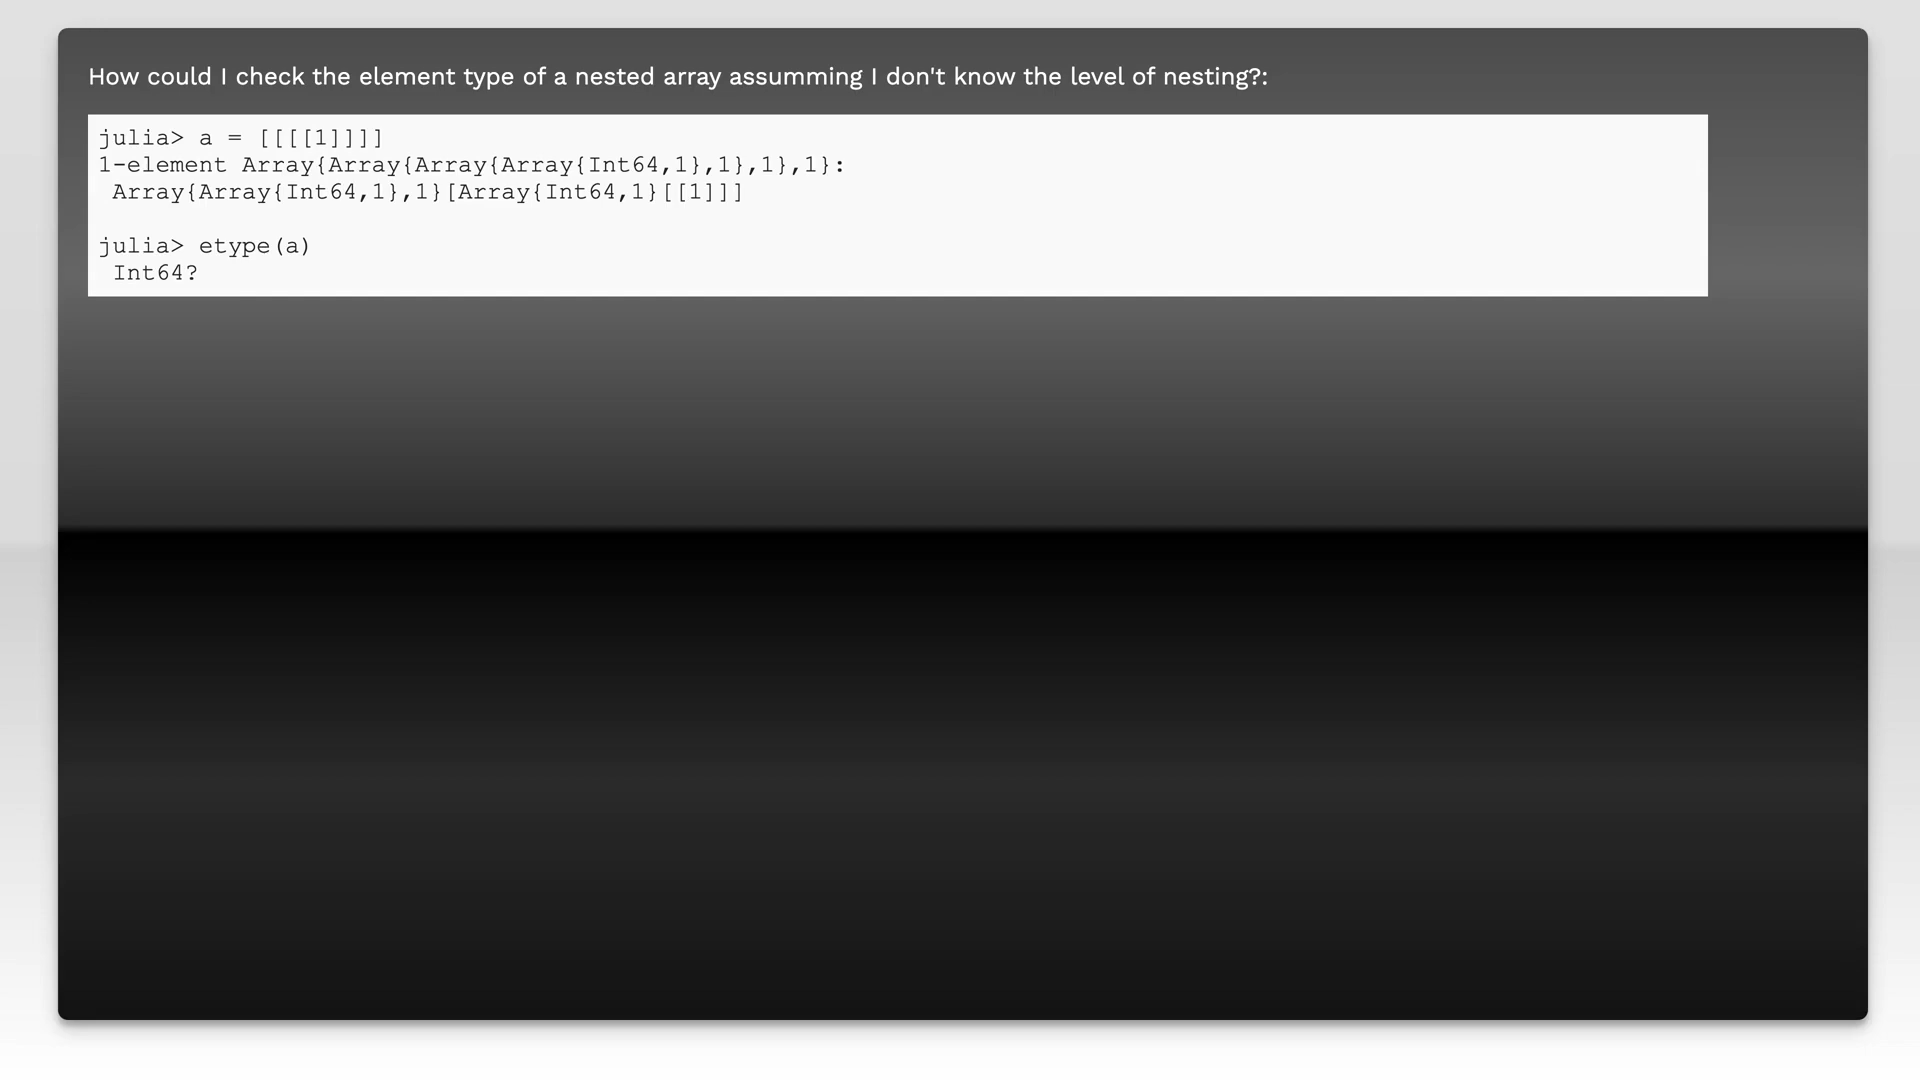 How could I check the element type of a nested array assumming I don't know the level of nesting?:
julia> a = [[[[1]]]]
1-element Array{Array{Array{Array{Int64,1},1},1},1}:
 Array{Array{Int64,1},1}[Array{Int64,1}[[1]]]

julia> etype(a)
 Int64?